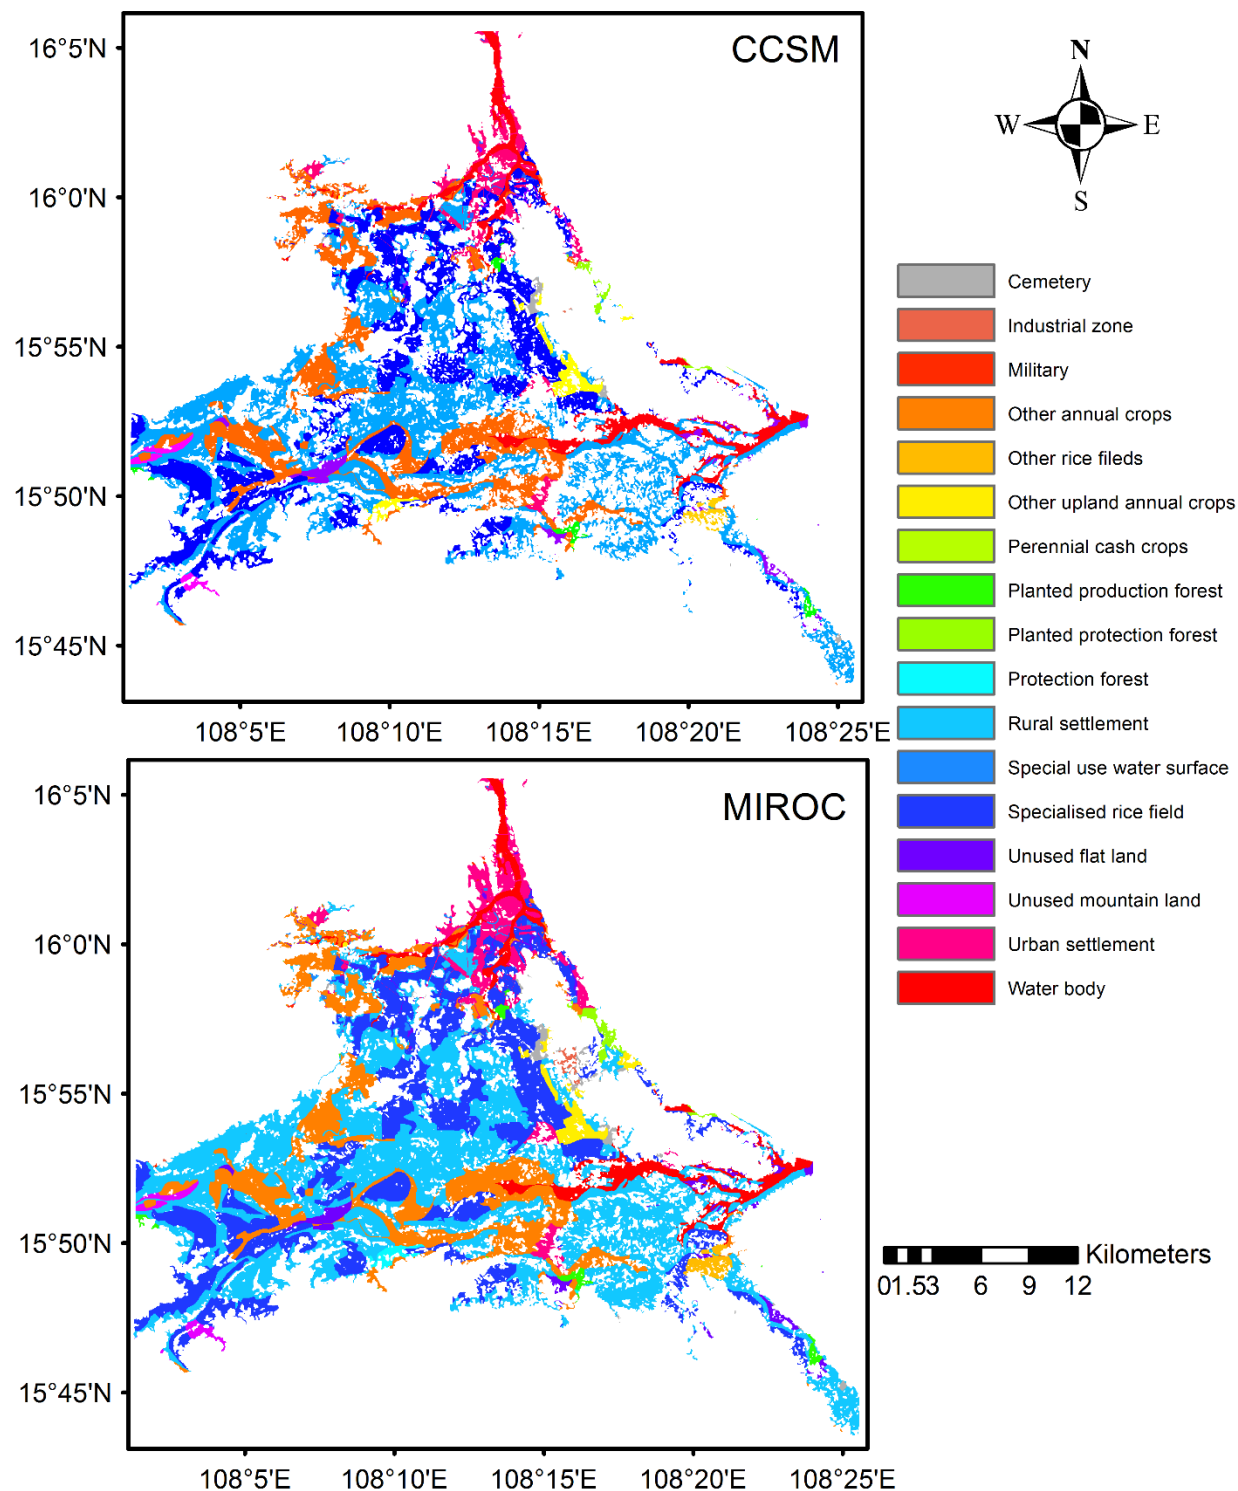 CCSM
16°5'N
16°0'N
15°55'N
15°50'N
15°45'N
108°5'E
108°10'E
108°15'E
108°20'E
108°25'E
MIROC
16°5'N
16°0'N
15°55'N
15°50'N
15°45'N
108°5'E
108°10'E
108°15'E
108°20'E
108°25'E
N
W E
S
Cemetery
Industrial zone
Military
Other annual crops
Other rice fileds
Other upland annual crops
Perennial cash crops
Planted production forest
Planted protection forest
Protection forest
Rural settlement
Special use water surface
Specialised rice field
Unused flat land
Unused mountain land
Urban settlement
Water body
Kilometers
01.53 6 9 12